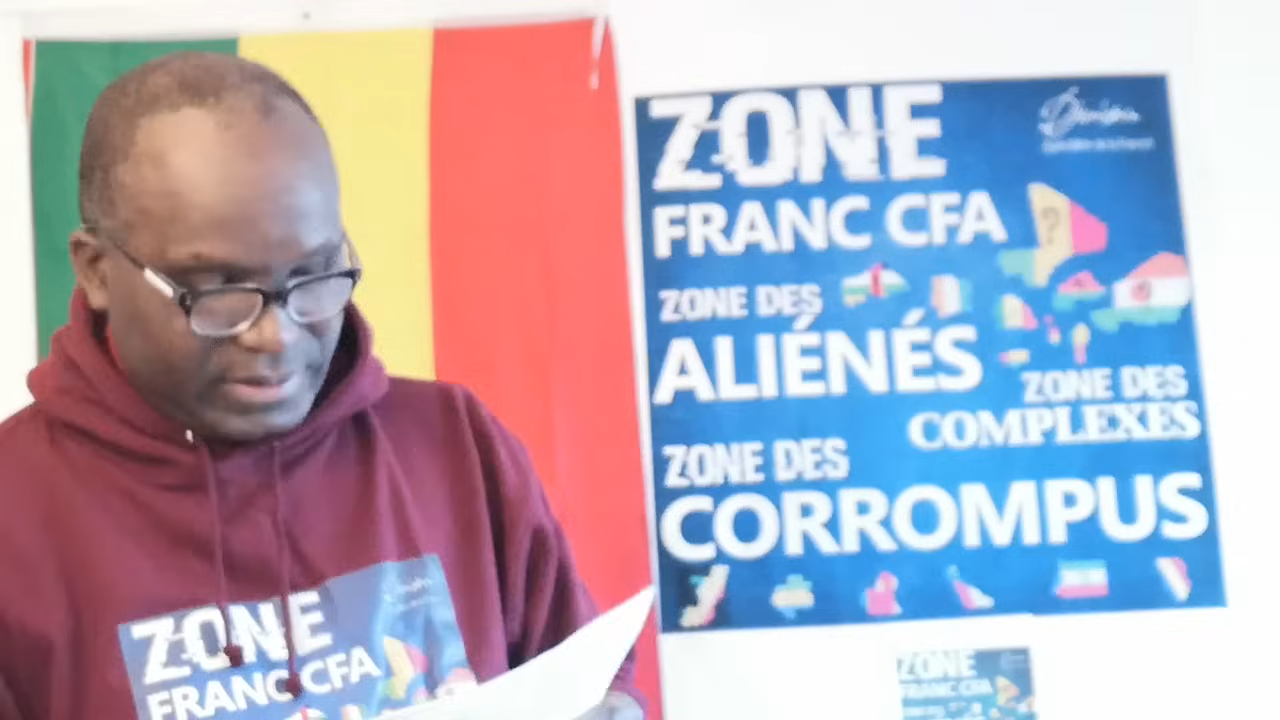 ZONE
FRANC CFA
ZONE DES
ALIÉNÉS
ZONE DES
COMPLEXES
ZONE DES
CORROMPUS
ZONE
FRANC CFA
ZONE
FRANC CFA